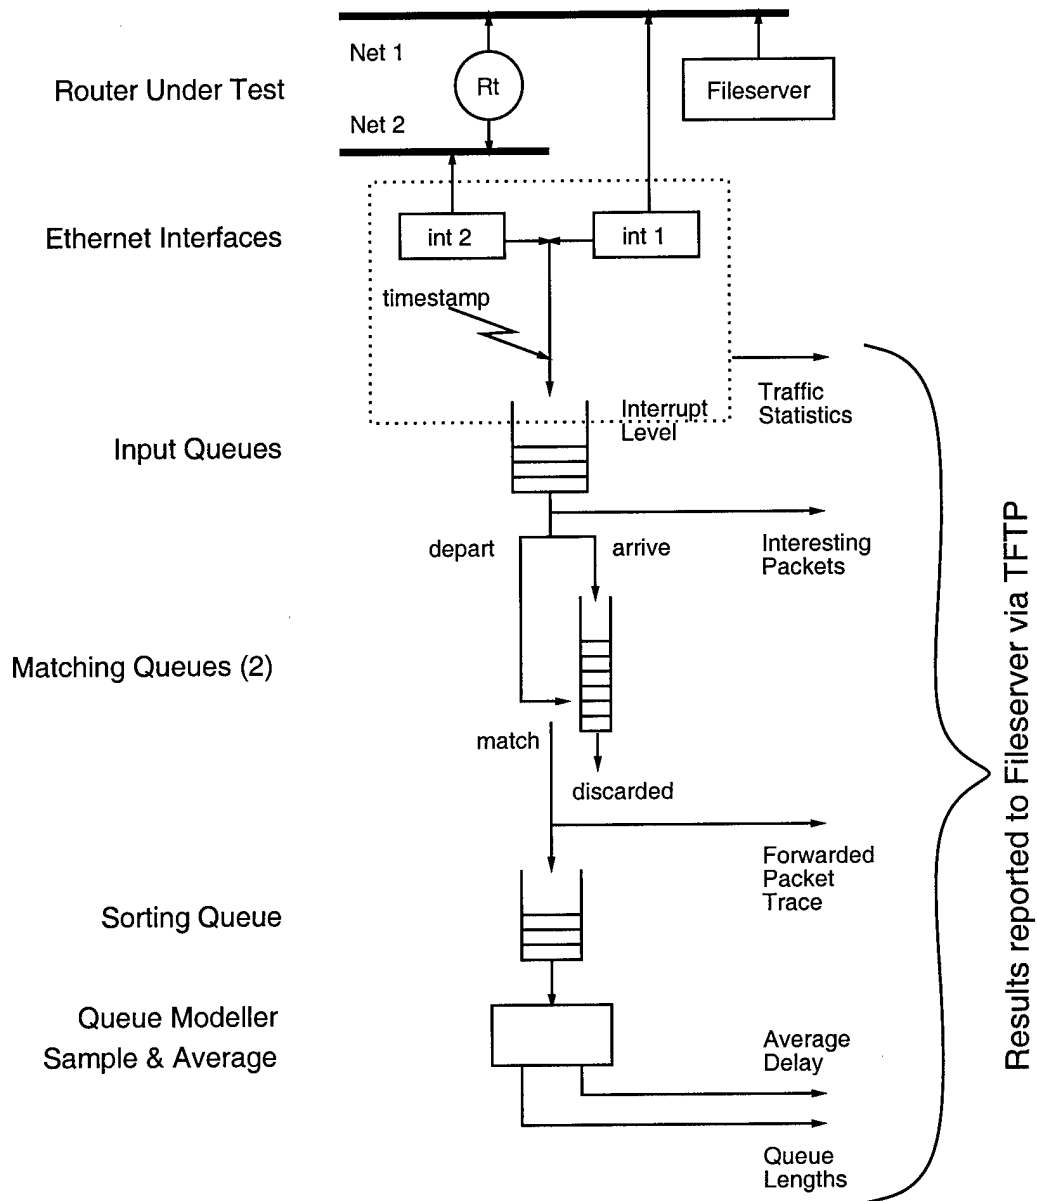 Net 1
Router Under Test
Rt
Fileserver
Net 2
Ethernet Interfaces
int 2
int 1
timestamp
Traffic
Statistics
Interrupt
Level
Input Queues
depart
arrive
Interesting
Packets
Matching Queues (2)
match
discarded
Forwarded
Packet
Trace
Sorting Queue
Queue Modeller
Sample & Average
Average
Delay
Queue
Lengths
Results reported to Fileserver via TFTP